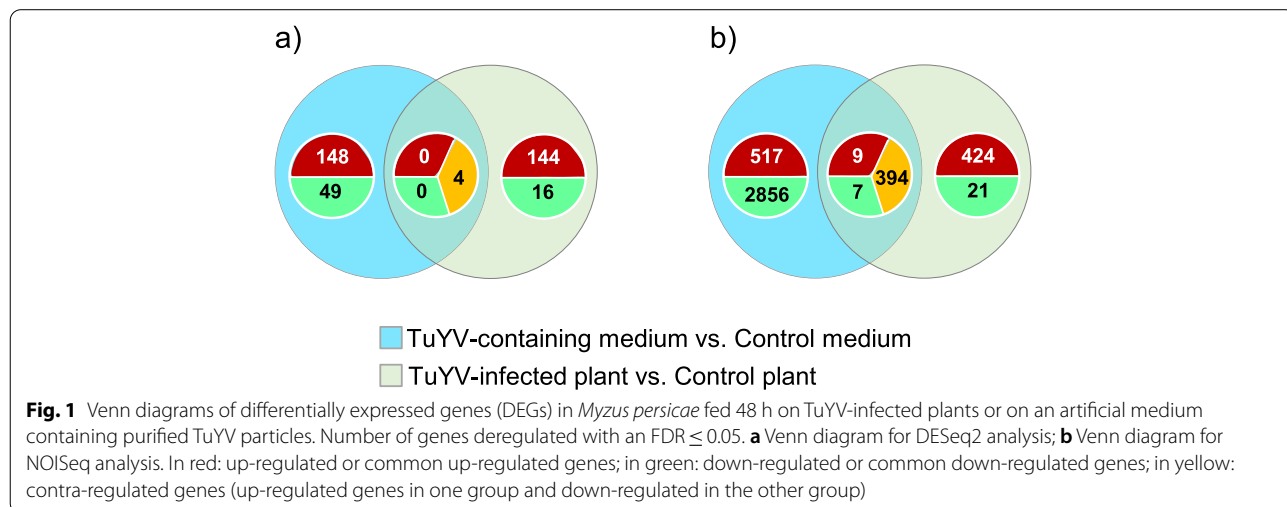 a)
b)
148
49
0
0
4
144
16
517
2856
9
7
394
424
21
TuYV-containing medium vs. Control medium
TuYV-infected plant vs. Control plant
Fig. 1 Venn diagrams of differentially expressed genes (DEGs) in Myzus persicae fed 48 h on TuYV-infected plants or on an artificial medium
containing purified TuYV particles. Number of genes deregulated with an FDR ≤ 0.05. a Venn diagram for DESeq2 analysis; b Venn diagram for
NOISeq analysis. In red: up-regulated or common up-regulated genes; in green: down-regulated or common down-regulated genes; in yellow:
contra-regulated genes (up-regulated genes in one group and down-regulated in the other group)